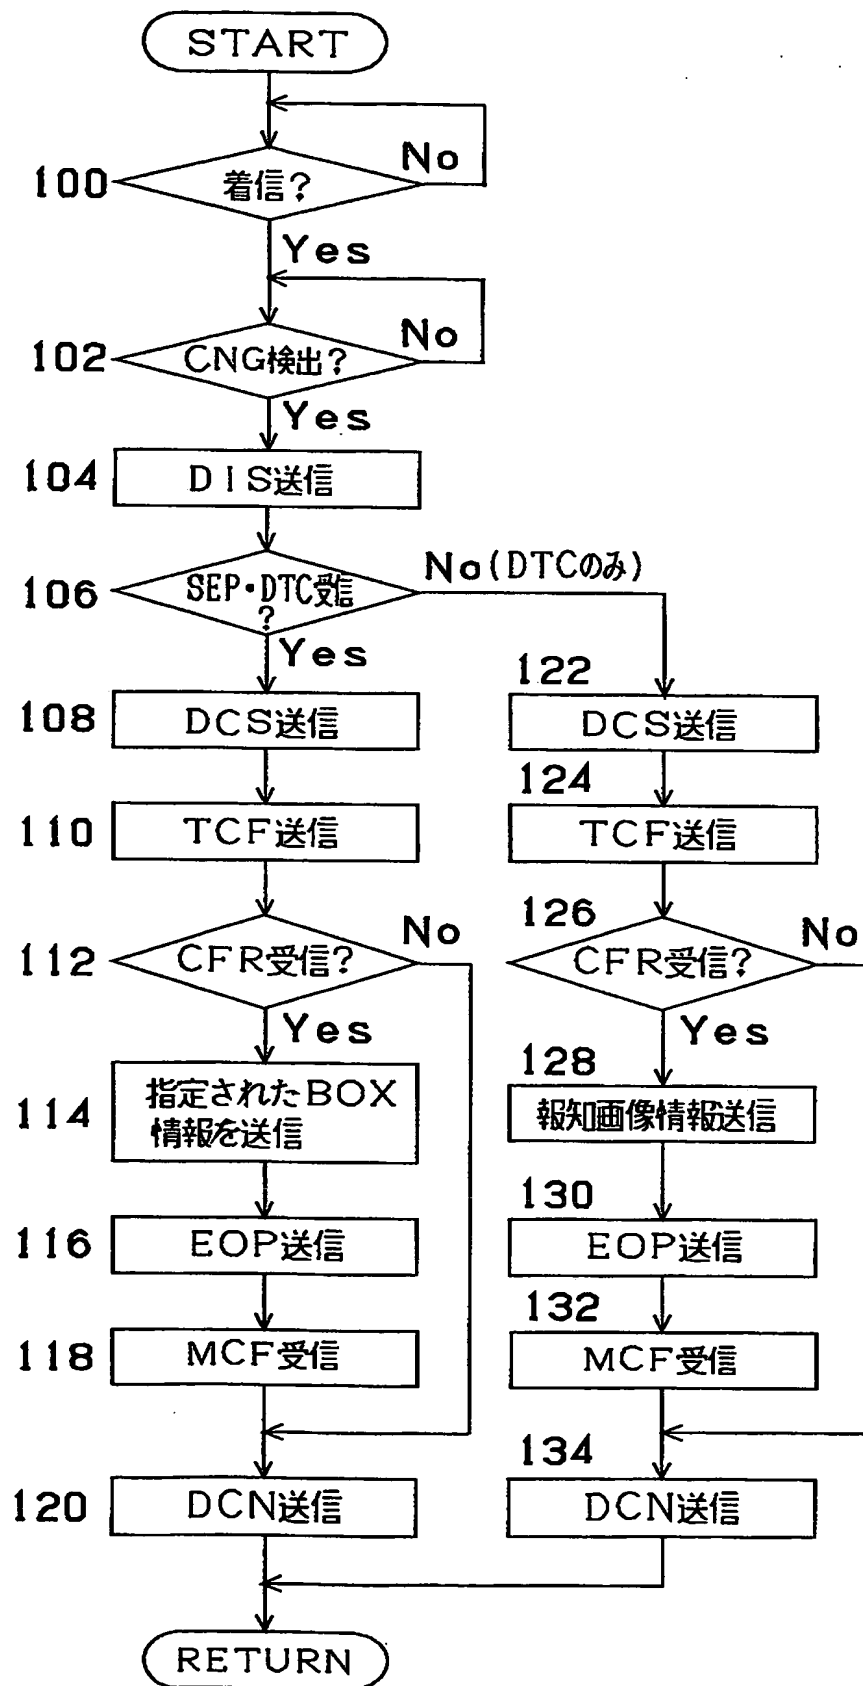 START
No
100
着信?
Yes
No
102
CNG検出?
Yes
104
DIS送信
106
SEP・DTC受信
?
No(DTCのみ)
Yes
108
DCS送信
110
TCF送信
112
CFR受信?
No
Yes
114
指定されたBOX
情報を送信
116
EOP送信
118
MCF受信
120
DCN送信
122
DCS送信
124
TCF送信
126
CFR受信?
No
Yes
128
報知画像情報送信
130
EOP送信
132
MCF受信
134
DCN送信
RETURN